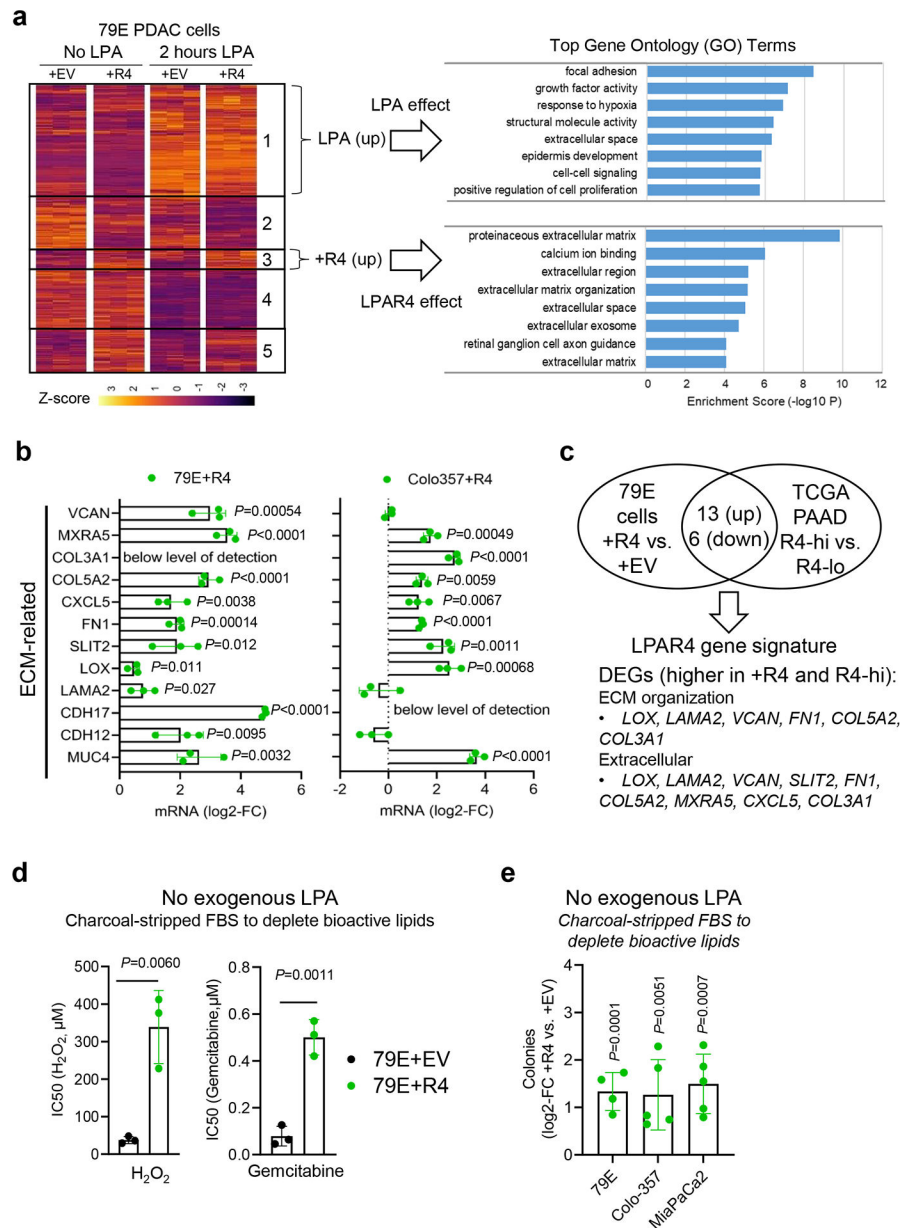 a
79E PDAC cells
No LPA 2 hours LPA
+EV +R4 +EV +R4
1
2
3
4
5
LPA (up)
+R4 (up)
Z-score
3 2 1 0 -1 -2 -3
LPA effect
LPAR4 effect
Top Gene Ontology (GO) Terms
focal adhesion
growth factor activity
response to hypoxia
structural molecule activity
extracellular space
epidermis development
cell-cell signaling
positive regulation of cell proliferation
proteinaceous extracellular matrix
calcium ion binding
extracellular region
extracellular matrix organization
extracellular space
extracellular exosome
retinal ganglion cell axon guidance
extracellular matrix
0 2 4 6 8 10 12
Enrichment Score (-log10 P)
b
79E+R4
ECM-related
VCAN P=0.00054
MXRA5 P<0.0001
COL3A1 below level of detection
COL5A2 P<0.0001
CXCL5 P=0.0038
FN1 P=0.00014
SLIT2 P=0.012
LOX P=0.011
LAMA2 P=0.027
CDH17 P<0.0001
CDH12 P=0.0095
MUC4 P=0.0032
0 2 4 6
mRNA (log2-FC)
Colo357+R4
P=0.00049
P<0.0001
P=0.0059
P=0.0067
P<0.0001
P=0.0011
P=0.00068
below level of detection
P<0.0001
-2 0 2 4 6
mRNA (log2-FC)
c
79E
cells
+R4 vs.
+EV
13 (up)
6 (down)
TCGA
PAAD
R4-hi vs.
R4-lo
LPAR4 gene signature
DEGs (higher in +R4 and R4-hi):
ECM organization
• LOX, LAMA2, VCAN, FN1, COL5A2,
COL3A1
Extracellular
• LOX, LAMA2, VCAN, SLIT2, FN1,
COL5A2, MXRA5, CXCL5, COL3A1
d
No exogenous LPA
Charcoal-stripped FBS to deplete bioactive lipids
P=0.0060
IC50 (H2O2, µM)
500
400
300
200
100
0
H2O2
P=0.0011
IC50 (Gemcitabine,µM)
0.8
0.6
0.4
0.2
0.0
Gemcitabine
79E+EV
79E+R4
e
No exogenous LPA
Charcoal-stripped FBS to
deplete bioactive lipids
Colonies
(log2-FC +R4 vs. +EV)
4
3
2
1
0
P=0.0001
P=0.0051
P=0.0007
79E
Colo-357
MiaPaCa2